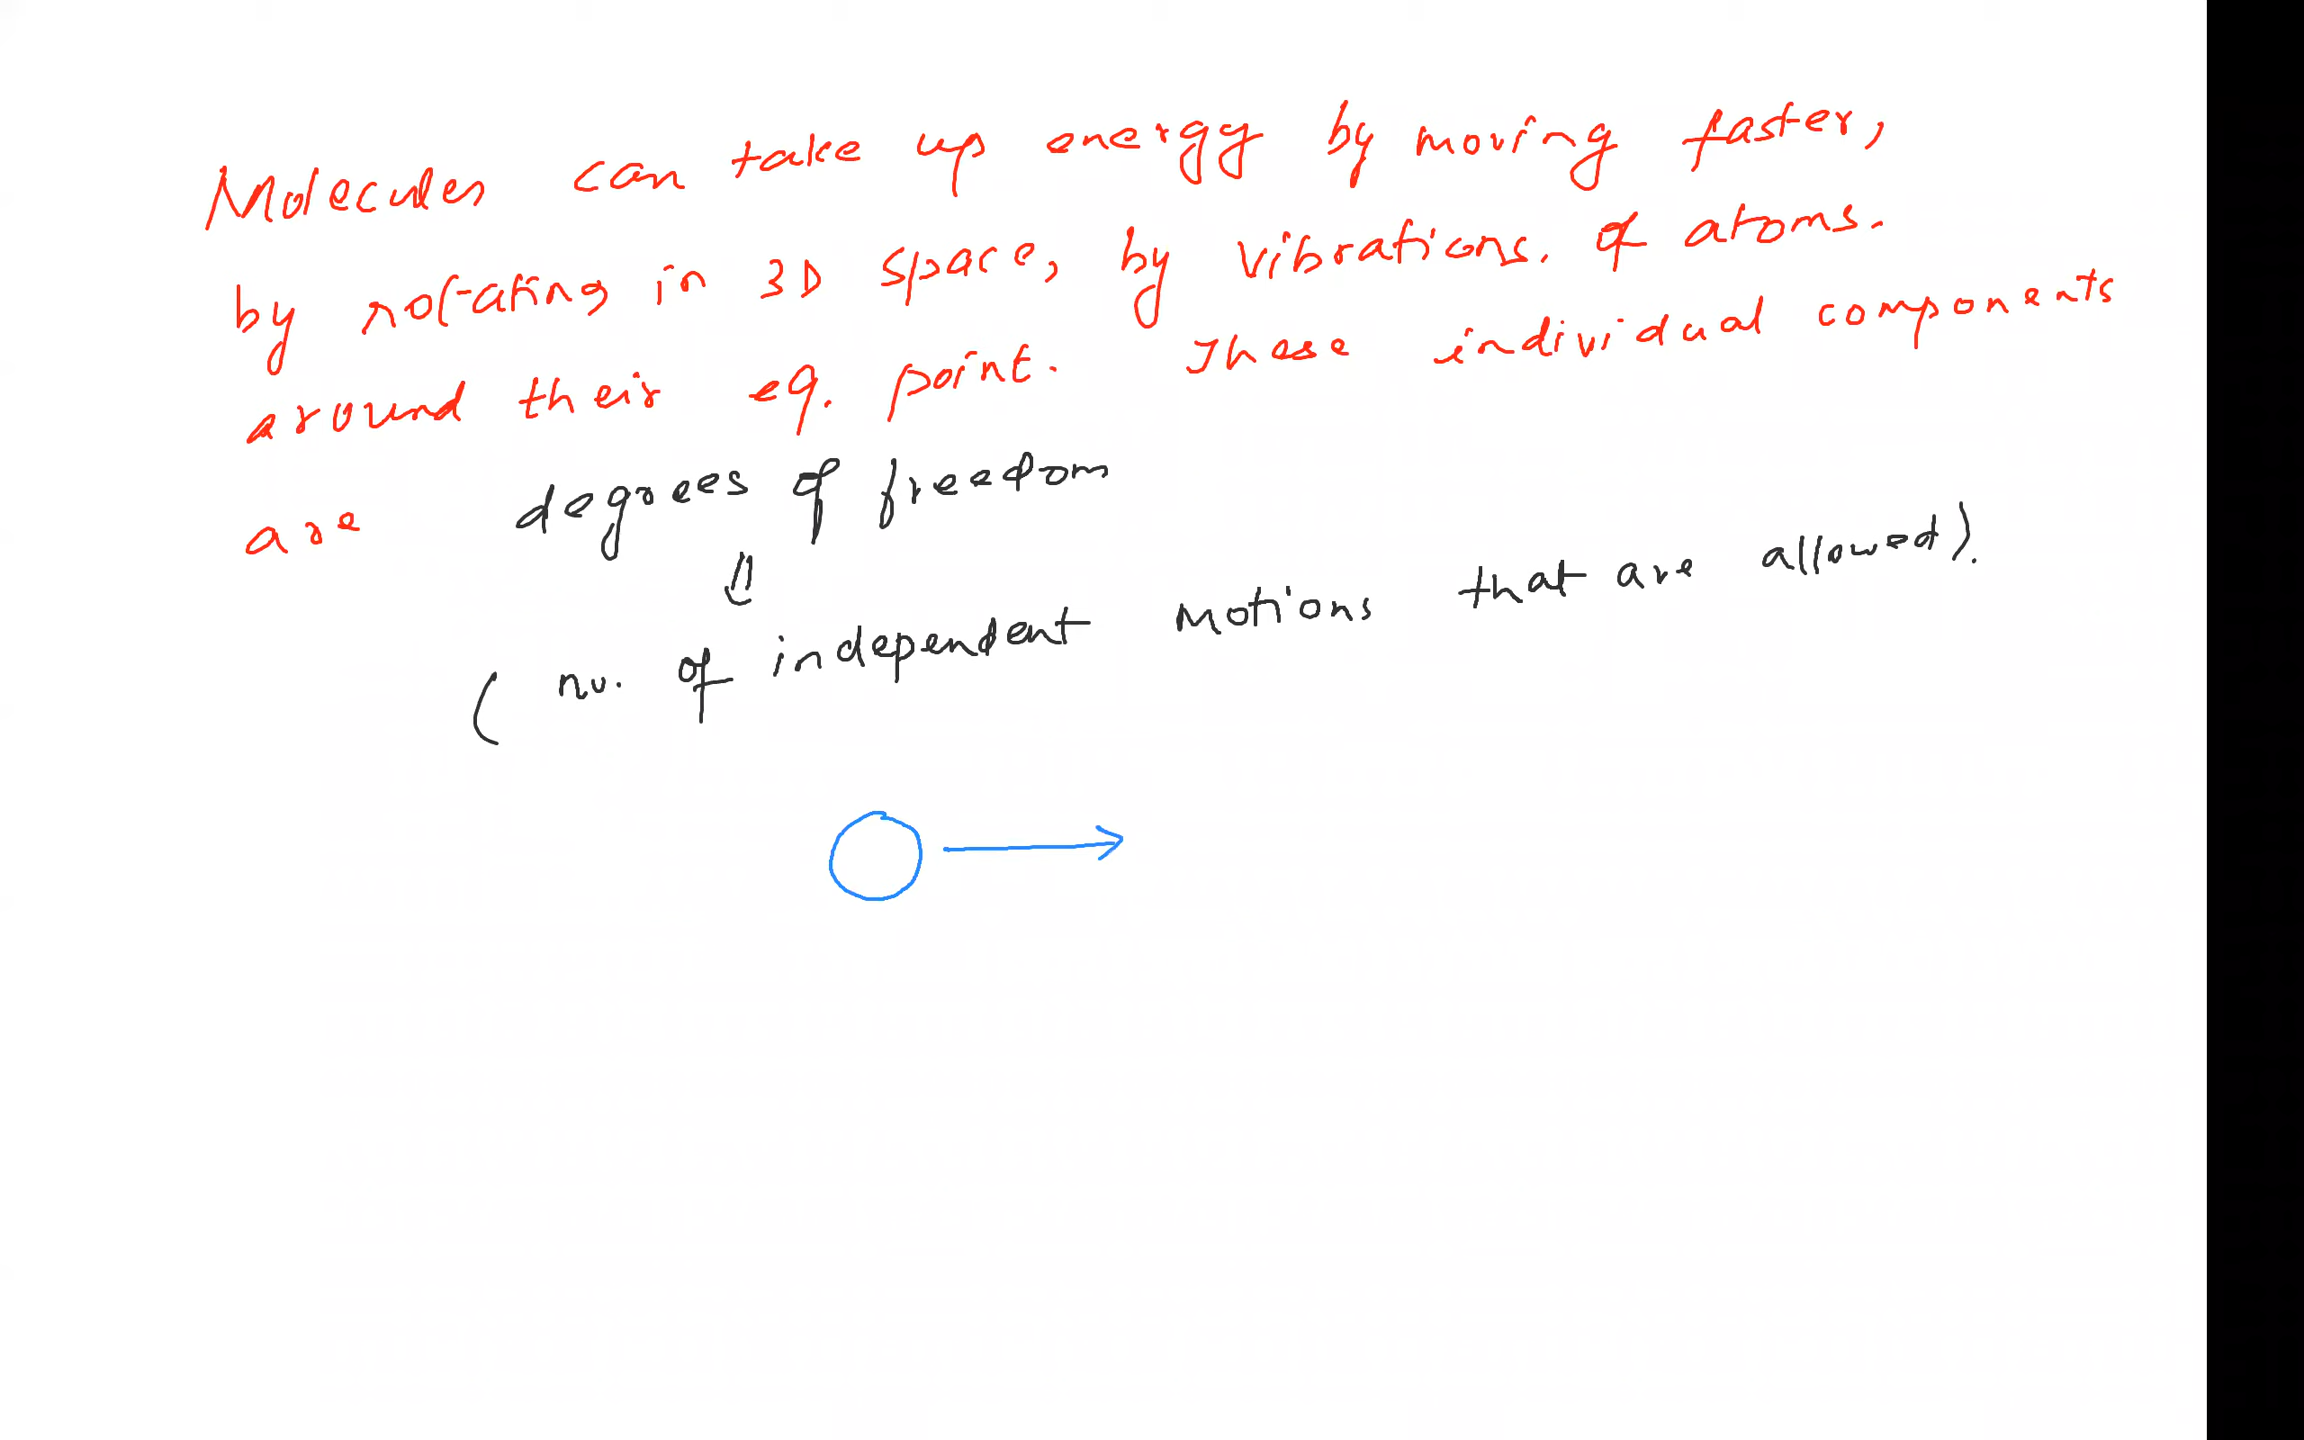 Molecules can take up energy by moving faster,
by rotating in 3D space, by vibrations. of atoms.
around their eq. point. These individual components
are degrees of freedom
( no. of independent motions that are allowed).